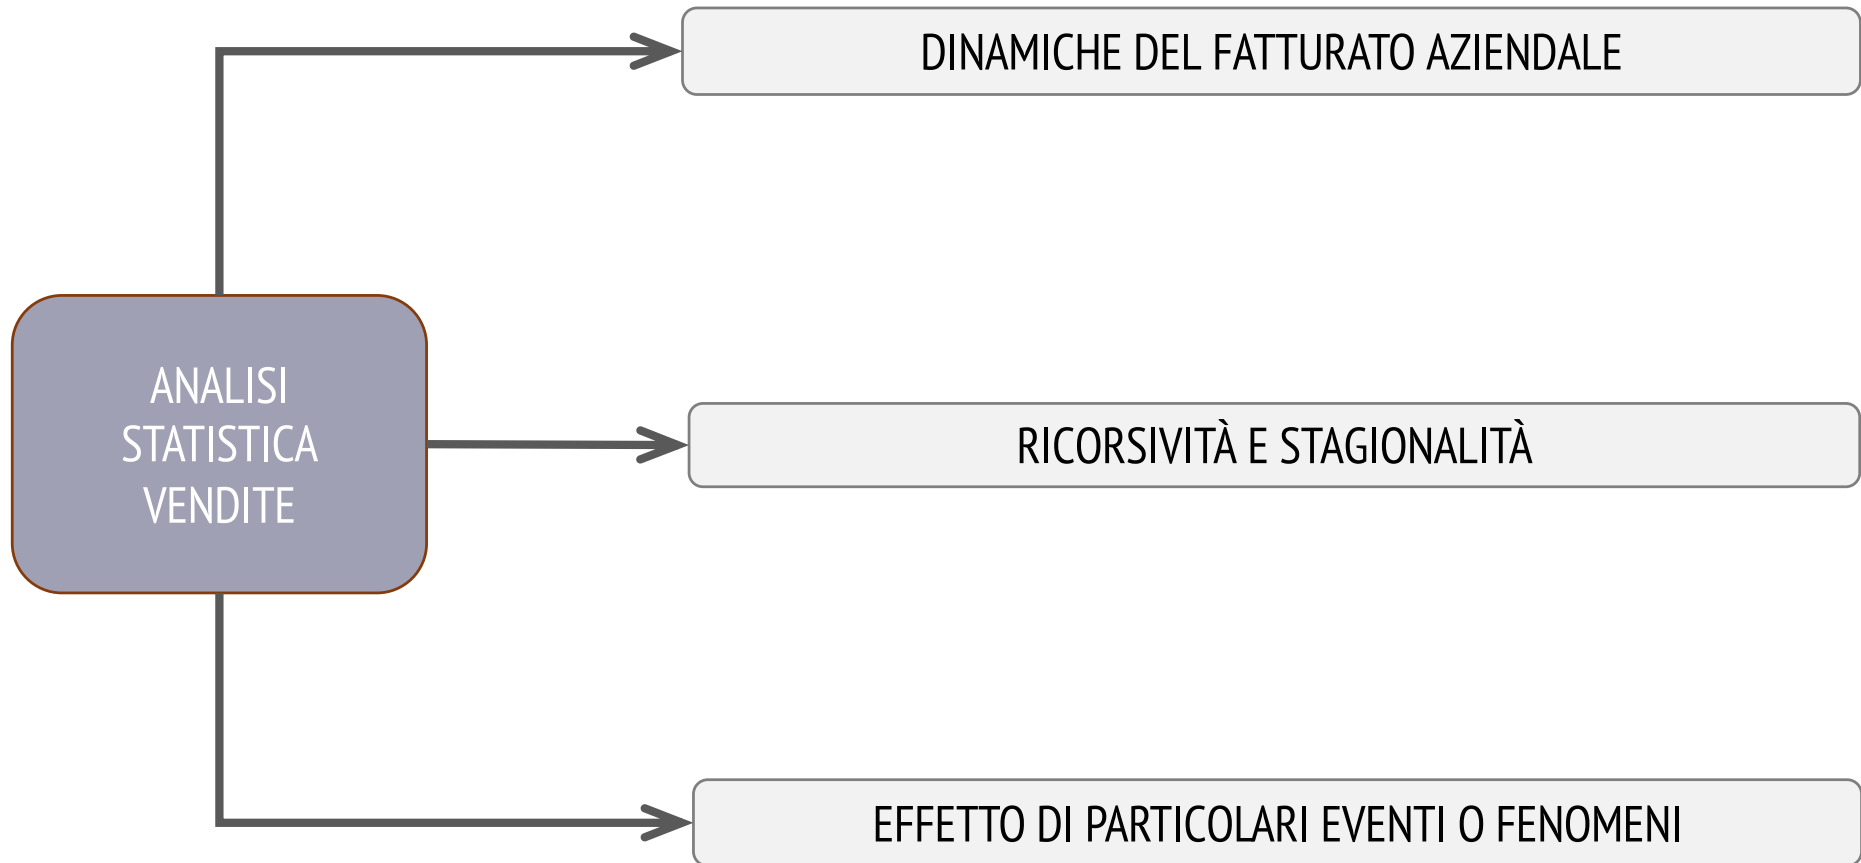 DINAMICHE DEL FATTURATO AZIENDALE
ANALISI
STATISTICA
VENDITE
RICORSIVITÀ E STAGIONALITÀ
EFFETTO DI PARTICOLARI EVENTI O FENOMENI